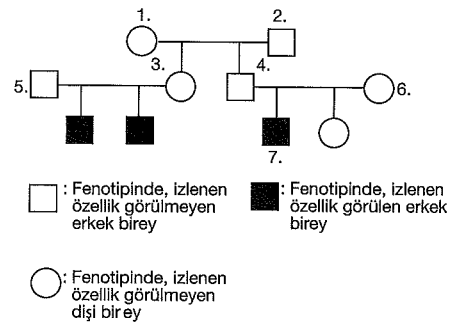 1.
2.
3.
4.
5.
6.
7.
: Fenotipinde, izlenen
özellik görülmeyen
erkek birey
: Fenotipinde, izlenen
özellik görülen erkek
birey
: Fenotipinde, izlenen
özellik görülmeyen
dişi birey